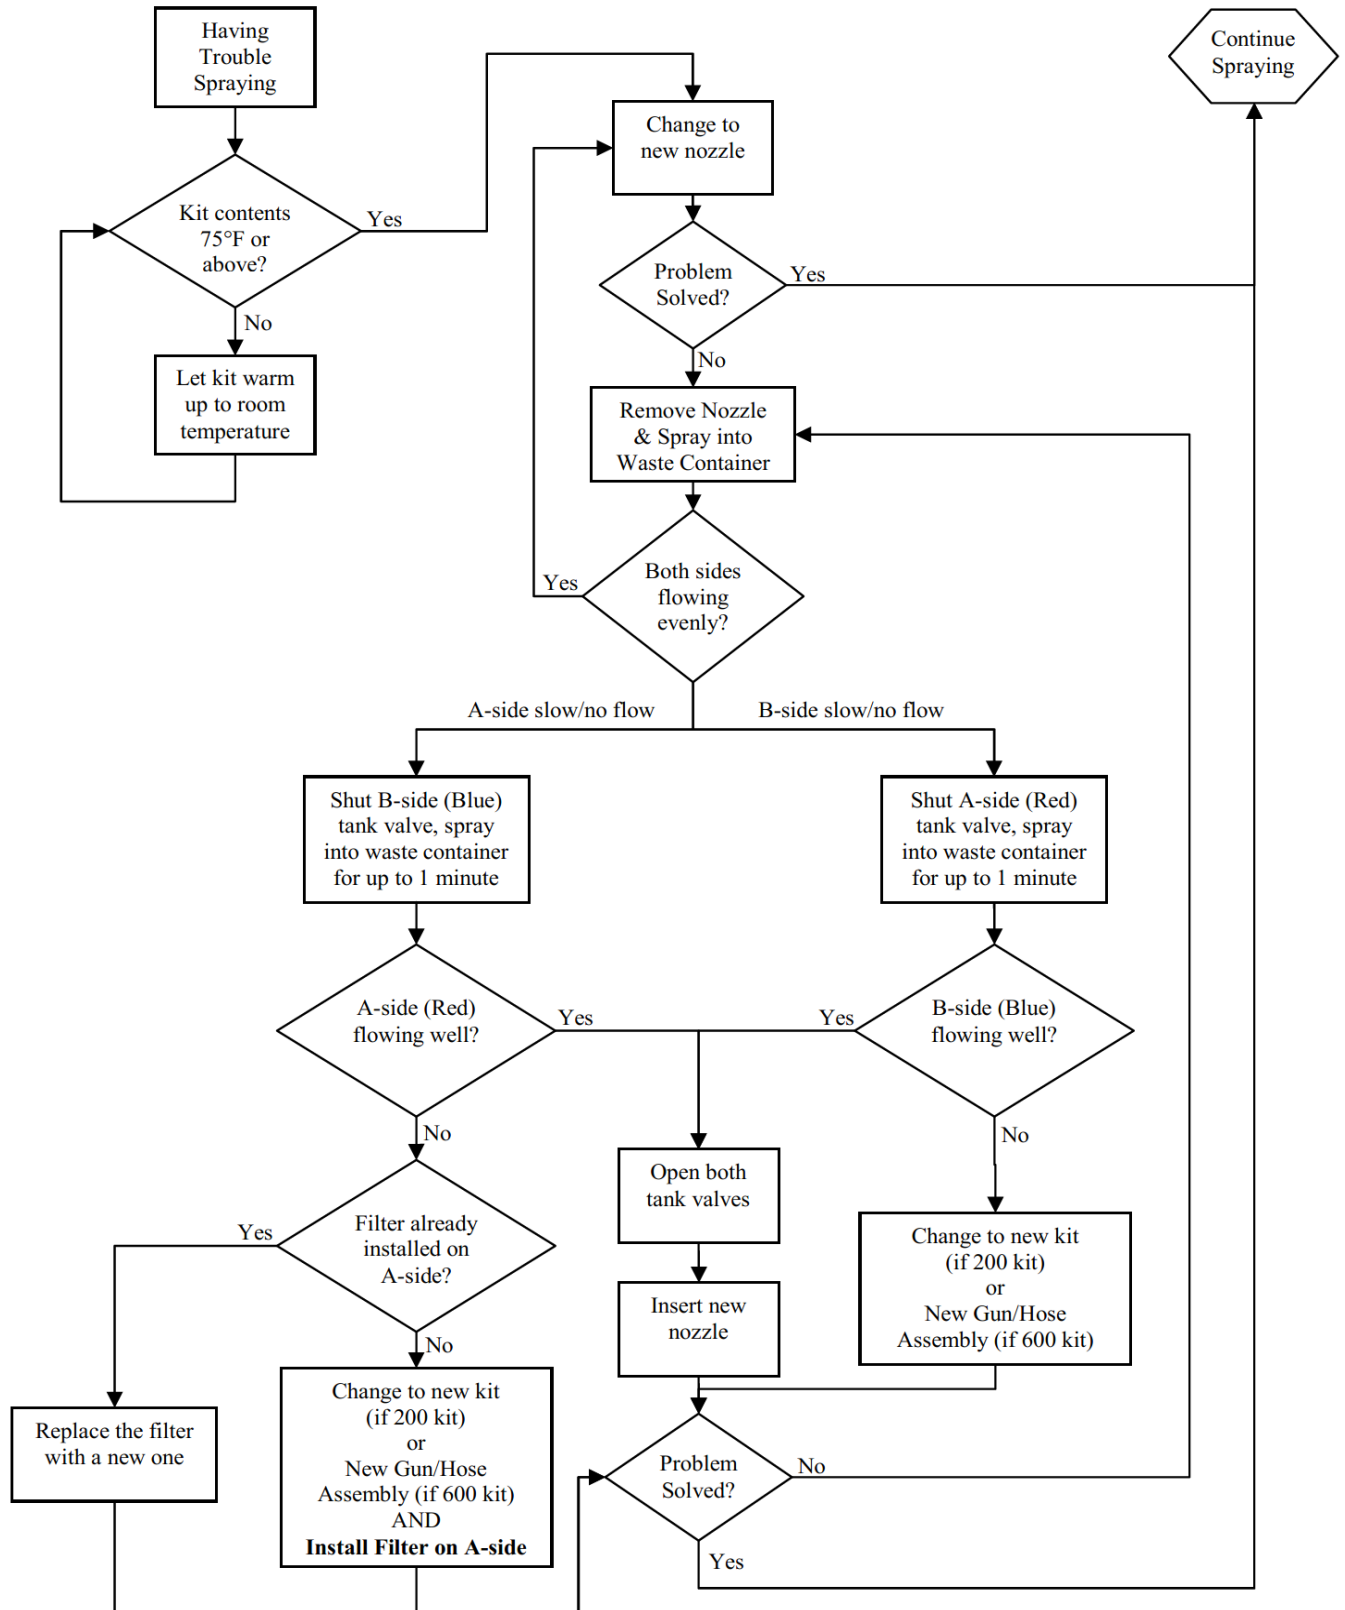 Having
Trouble
Spraying
Continue
Spraying
Change to
new nozzle
Kit contents
75°F or
above?
Yes
No
Let kit warm
up to room
temperature
Problem
Solved?
Yes
No
Remove Nozzle
& Spray into
Waste Container
Both sides
flowing
evenly?
Yes
A-side slow/no flow
B-side slow/no flow
Shut B-side (Blue)
tank valve, spray
into waste container
for up to 1 minute
Shut A-side (Red)
tank valve, spray
into waste container
for up to 1 minute
A-side (Red)
flowing well?
Yes
Yes
B-side (Blue)
flowing well?
No
No
Open both
tank valves
Filter already
installed on
A-side?
Yes
No
Insert new
nozzle
Change to new kit
(if 200 kit)
or
New Gun/Hose
Assembly (if 600 kit)
Replace the filter
with a new one
Change to new kit
(if 200 kit)
or
New Gun/Hose
Assembly (if 600 kit)
AND
Install Filter on A-side
Problem
Solved?
No
Yes